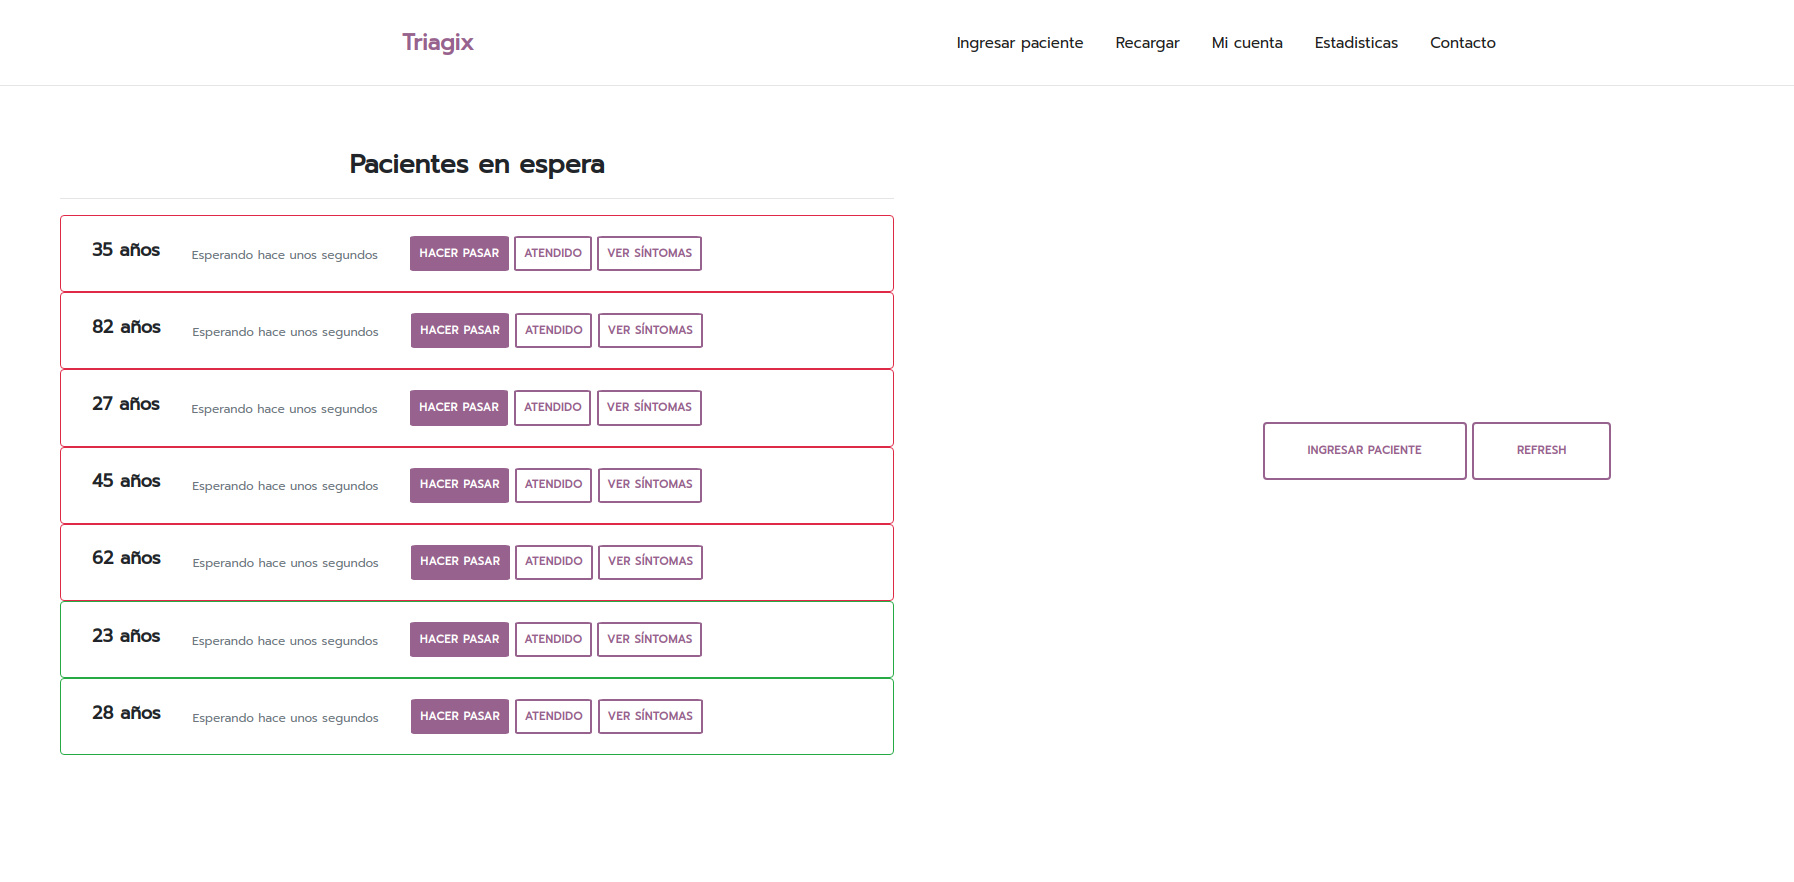 Triagix
Ingresar paciente Recargar Mi cuenta Estadisticas Contacto
Pacientes en espera
35 años Esperando hace unos segundos HACER PASAR ATENDIDO VER SÍNTOMAS
82 años Esperando hace unos segundos HACER PASAR ATENDIDO VER SÍNTOMAS
27 años Esperando hace unos segundos HACER PASAR ATENDIDO VER SÍNTOMAS
45 años Esperando hace unos segundos HACER PASAR ATENDIDO VER SÍNTOMAS
62 años Esperando hace unos segundos HACER PASAR ATENDIDO VER SÍNTOMAS
23 años Esperando hace unos segundos HACER PASAR ATENDIDO VER SÍNTOMAS
28 años Esperando hace unos segundos HACER PASAR ATENDIDO VER SÍNTOMAS
INGRESAR PACIENTE REFRESH